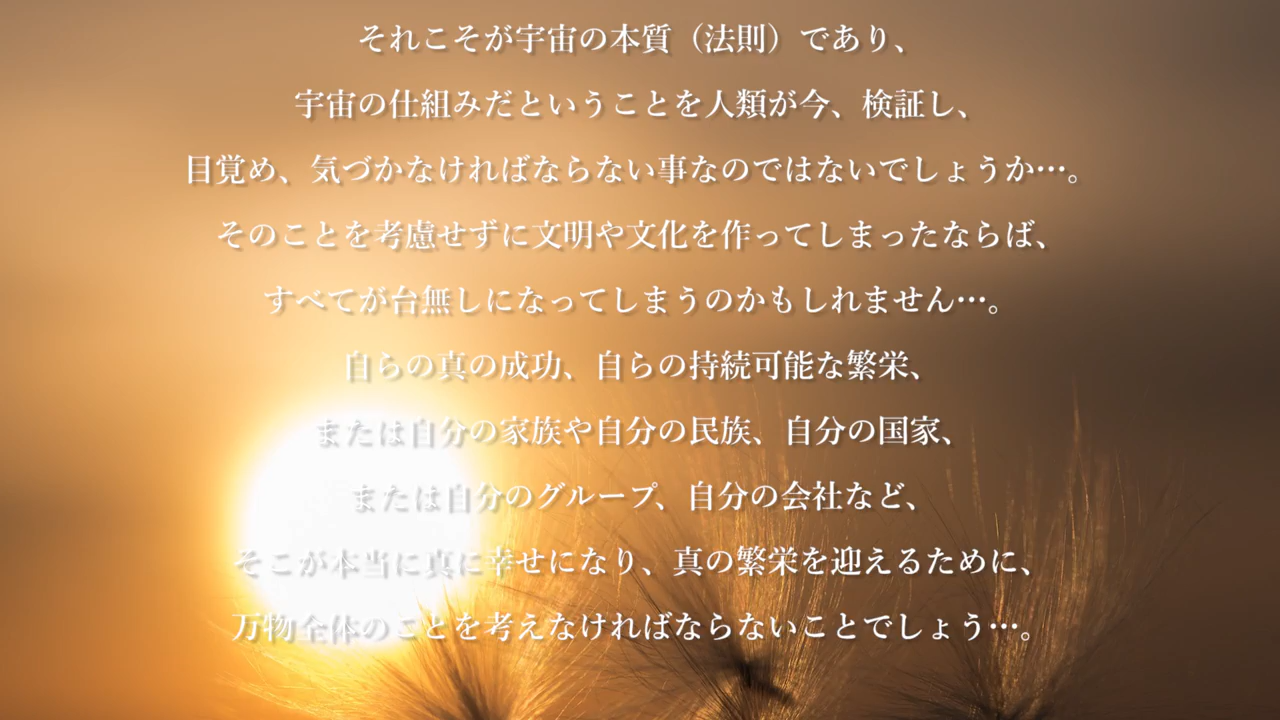 それこそが宇宙の本質（法則）であり、
宇宙の仕組みだということを人類が今、検証し、
目覚め、気づかなければならない事なのではないでしょうか…。
そのことを考慮せずに文明や文化を作ってしまったならば、
すべてが台無しになってしまうのかもしれません…。
自らの真の成功、自らの持続可能な繁栄、
または自分の家族や自分の民族、自分の国家、
または自分のグループ、自分の会社など、
そこが本当に真に幸せになり、真の繁栄を迎えるために、
万物全体のことを考えなければならないことでしょう…。